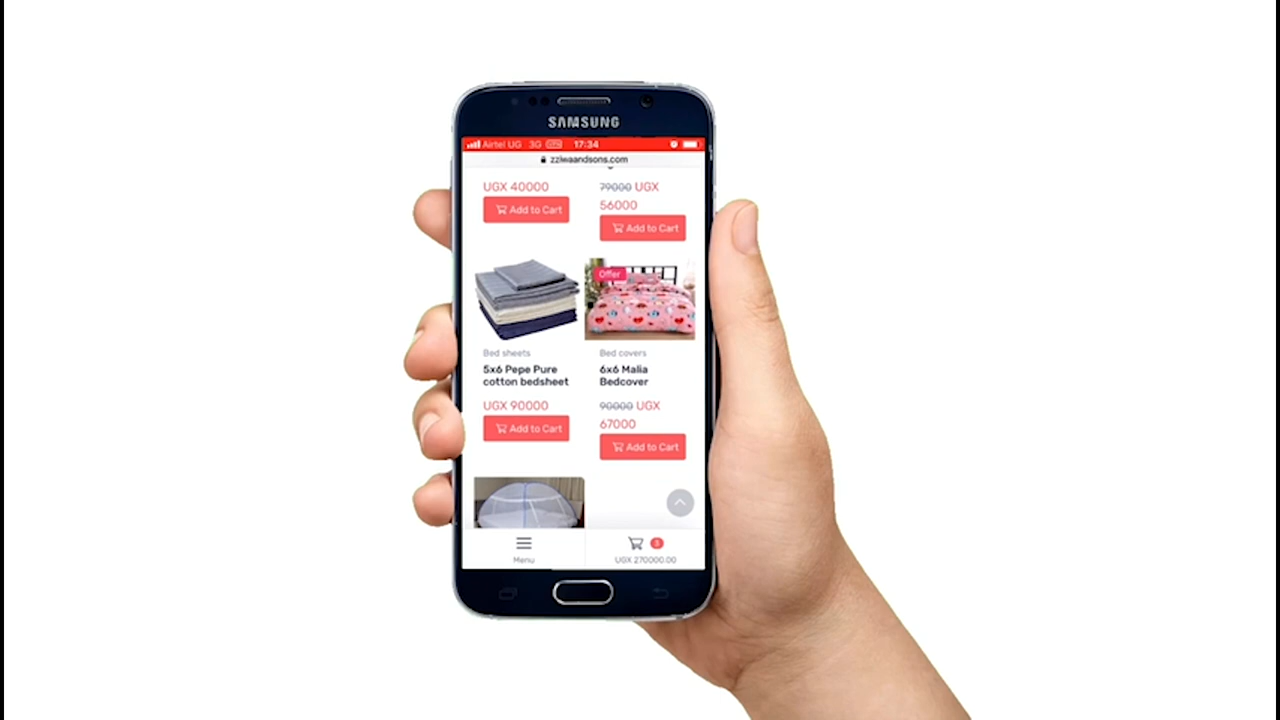 SAMSUNG
Airtel UG 3G VPN 17:34
zziwaandsons.com
UGX 40000
79000 UGX
56000
Add to Cart
Add to Cart
Offer
Bed sheets
5x6 Pepe Pure
cotton bedsheet
UGX 90000
Add to Cart
Bed covers
6x6 Malia
Bedcover
90000 UGX
67000
Add to Cart
Menu
3
UGX 270000.00